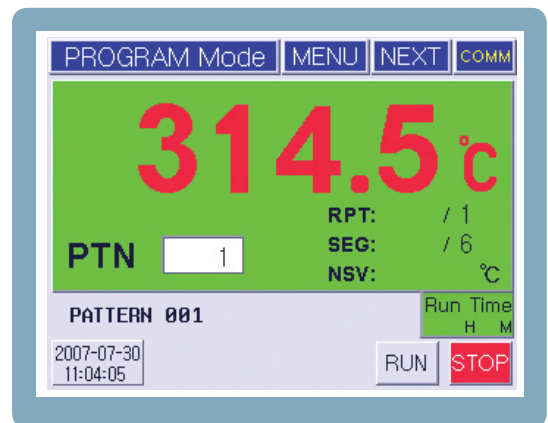 PROGRAM Mode MENU NEXT COMM
314.5 ℃
RPT: / 1
PTN 1 SEG: / 6
NSV: ℃
PATTERN 001
Run Time
H M
2007-07-30
11:04:05
RUN STOP